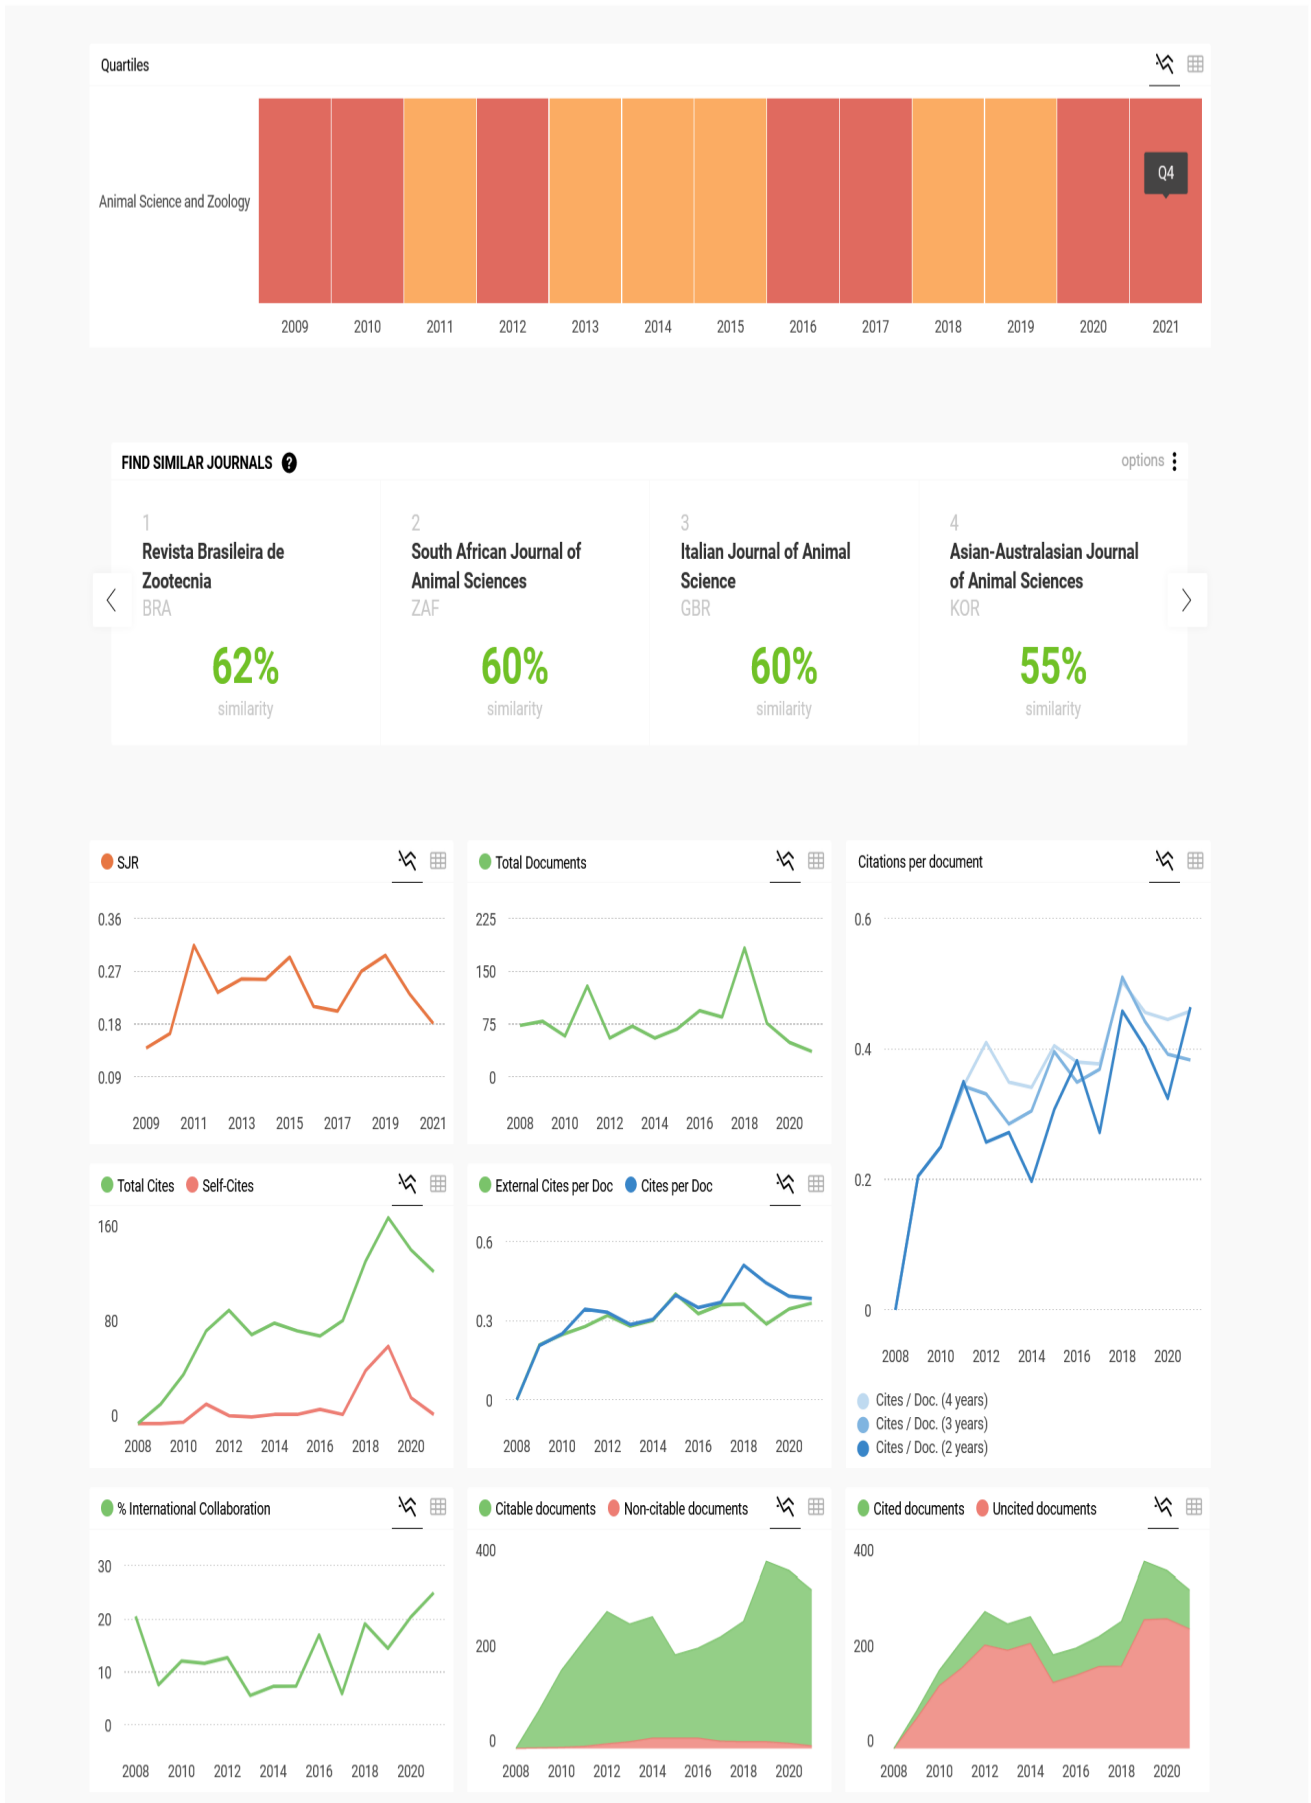 Quartiles
Q4
Animal Science and Zoology
2009 2010 2011 2012 2013 2014 2015 2016 2017 2018 2019 2020 2021
FIND SIMILAR JOURNALS ?
options
1
Revista Brasileira de
Zootecnia
BRA
62%
similarity
2
South African Journal of
Animal Sciences
ZAF
60%
similarity
3
Italian Journal of Animal
Science
GBR
60%
similarity
4
Asian-Australasian Journal
of Animal Sciences
KOR
55%
similarity
SJR
0.36
0.27
0.18
0.09
2009 2011 2013 2015 2017 2019 2021
Total Documents
225
150
75
0
2008 2010 2012 2014 2016 2018 2020
Citations per document
0.6
0.4
0.2
0
2008 2010 2012 2014 2016 2018 2020
Cites / Doc. (4 years)
Cites / Doc. (3 years)
Cites / Doc. (2 years)
Total Cites Self-Cites
160
80
0
2008 2010 2012 2014 2016 2018 2020
External Cites per Doc Cites per Doc
0.6
0.3
0
2008 2010 2012 2014 2016 2018 2020
% International Collaboration
30
20
10
0
2008 2010 2012 2014 2016 2018 2020
Citable documents Non-citable documents
400
200
0
2008 2010 2012 2014 2016 2018 2020
Cited documents Uncited documents
400
200
0
2008 2010 2012 2014 2016 2018 2020